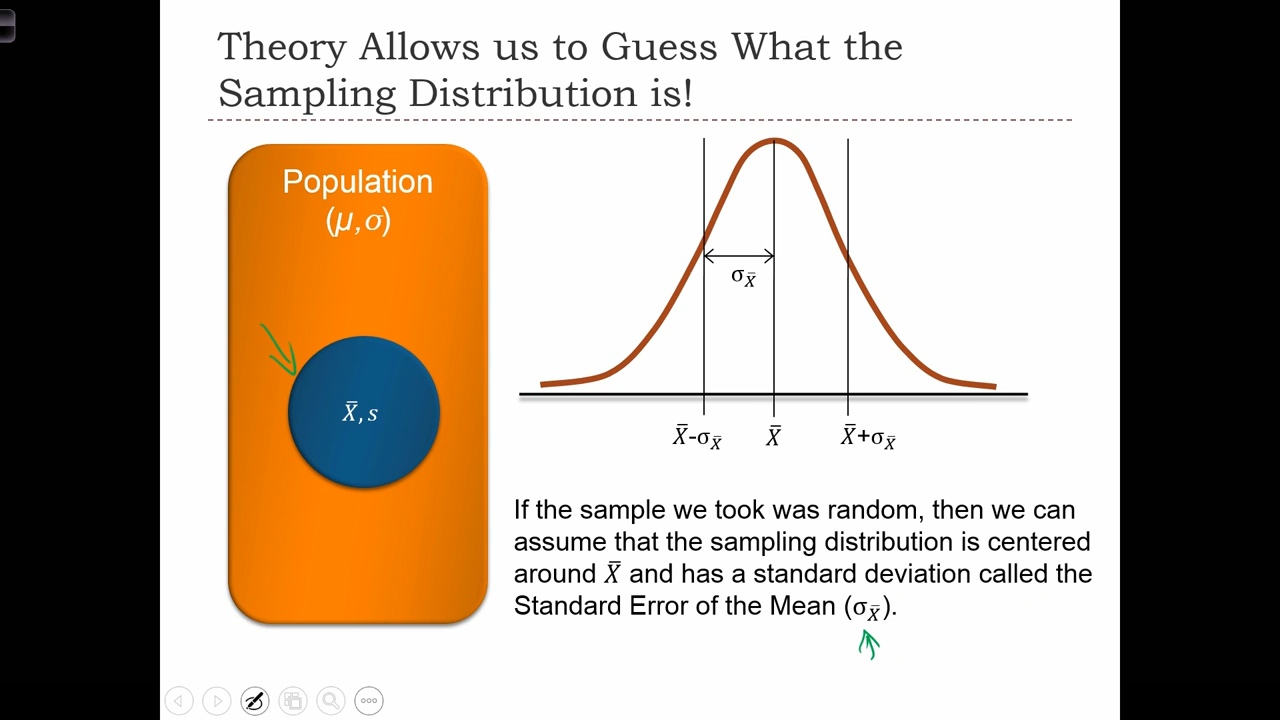 Theory Allows us to Guess What the
Sampling Distribution is!
Population
(μ,σ)
X̄, s
σX̄
X̄-σX̄
X̄
X̄+σX̄
If the sample we took was random, then we can
assume that the sampling distribution is centered
around X̄ and has a standard deviation called the
Standard Error of the Mean (σX̄).